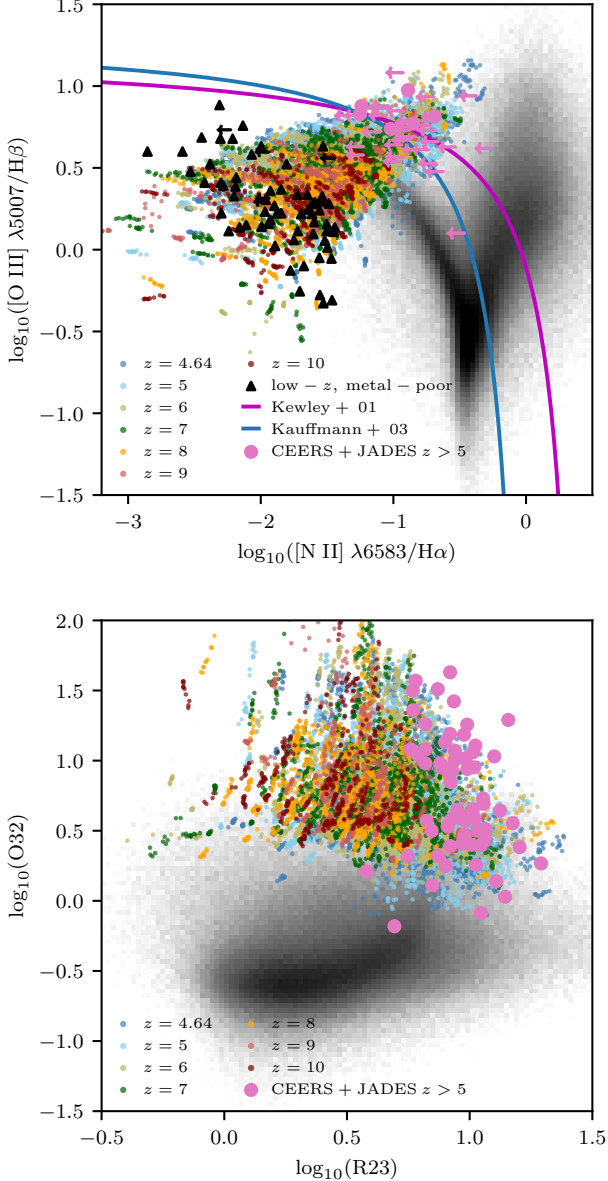 1.5
1.0
0.5
0.0
−0.5
−1.0
−1.5
log₁₀([O III] λ5007/Hβ)
z = 4.64
z = 5
z = 6
z = 7
z = 8
z = 9
z = 10
low − z, metal − poor
Kewley + 01
Kauffmann + 03
CEERS + JADES z > 5
−3 −2 −1 0
log₁₀([N II] λ6583/Hα)
2.0
1.5
1.0
0.5
0.0
−0.5
−1.0
−1.5
log₁₀(O32)
z = 4.64
z = 5
z = 6
z = 7
z = 8
z = 9
z = 10
CEERS + JADES z > 5
−0.5 0.0 0.5 1.0 1.5
log₁₀(R23)